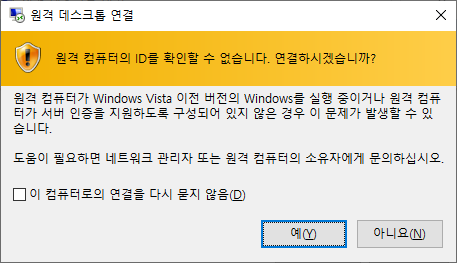 원격 데스크톱 연결
원격 컴퓨터의 ID를 확인할 수 없습니다. 연결하시겠습니까?
원격 컴퓨터가 Windows Vista 이전 버전의 Windows를 실행 중이거나 원격 컴퓨
터가 서버 인증을 지원하도록 구성되어 있지 않은 경우 이 문제가 발생할 수 있
습니다.
도움이 필요하면 네트워크 관리자 또는 원격 컴퓨터의 소유자에게 문의하십시오.
이 컴퓨터로의 연결을 다시 묻지 않음(D)
예(Y) 아니요(N)